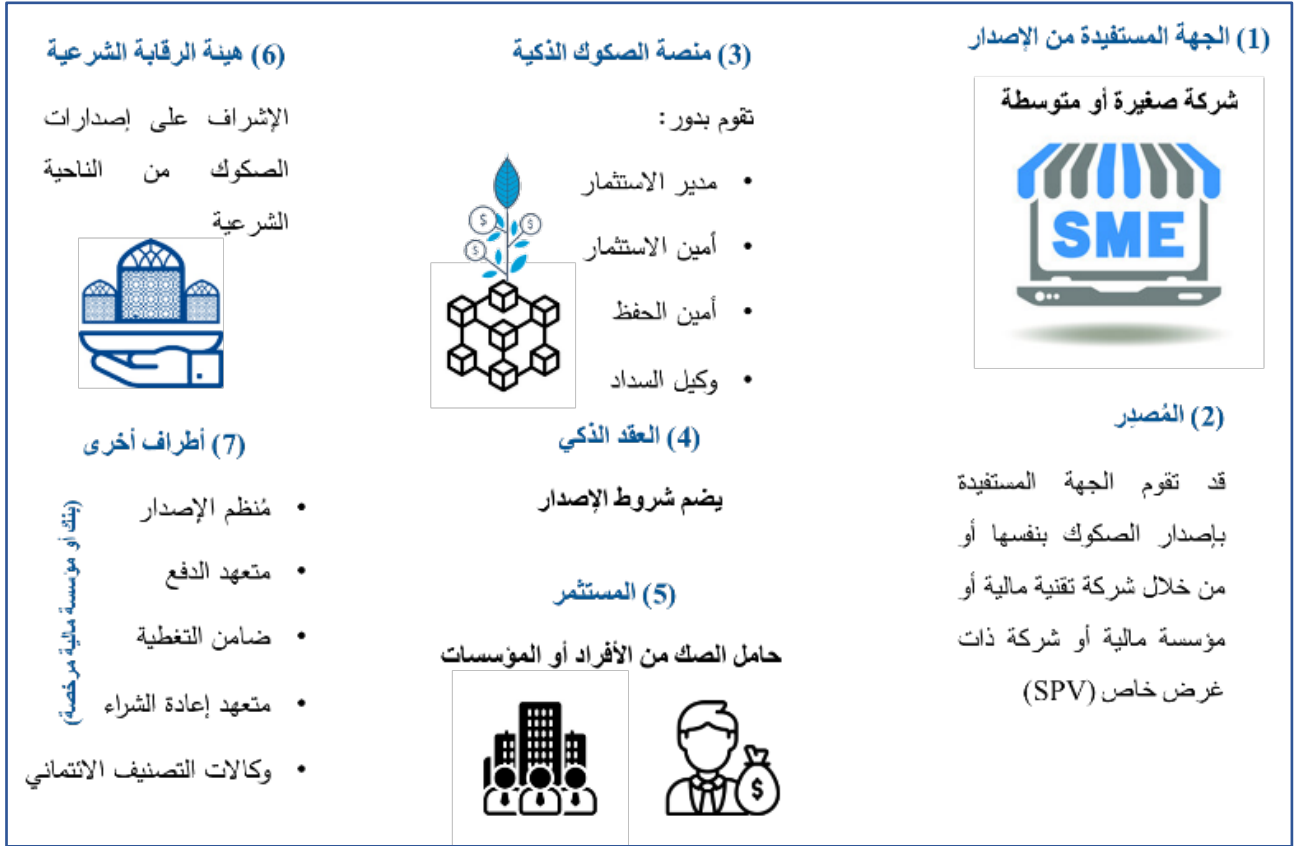 (1) الجهة المستفيدة من الإصدار
شركة صغيرة أو متوسطة
SME
(2) المُصدِر
قد تقوم الجهة المستفيدة
بإصدار الصكوك بنفسها أو
من خلال شركة تقنية مالية أو
مؤسسة مالية أو شركة ذات
غرض خاص (SPV)
(3) منصة الصكوك الذكية
تقوم بدور:
• مدير الاستثمار
• أمين الاستثمار
• أمين الحفظ
• وكيل السداد
$
$
$
(4) العقد الذكي
يضم شروط الإصدار
(5) المستثمر
حامل الصك من الأفراد أو المؤسسات
$
(6) هيئة الرقابة الشرعية
الإشراف على إصدارات
الصكوك من الناحية
الشرعية
(7) أطراف أخرى
• مُنظم الإصدار
• متعهد الدفع
• ضامن التغطية
• متعهد إعادة الشراء
• وكالات التصنيف الائتماني
(بنك أو مؤسسة مالية مرخصة)